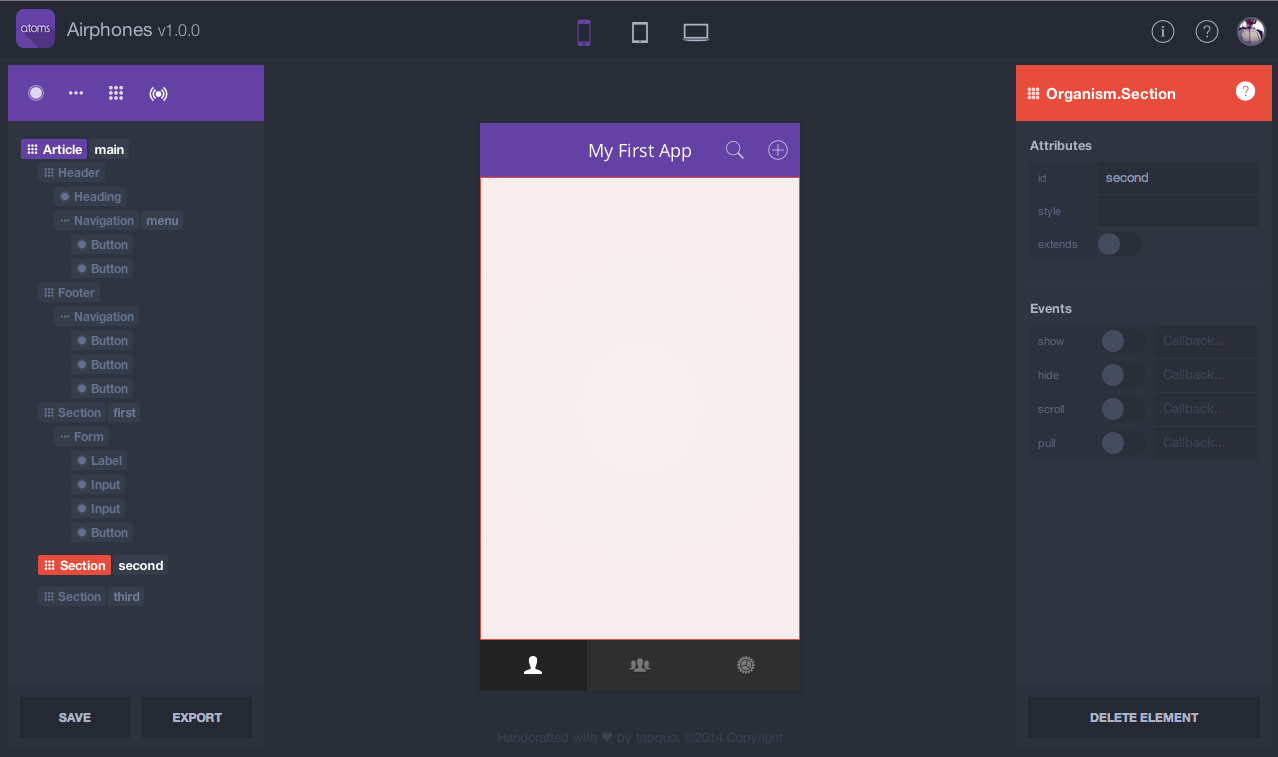 atoms Airphones v1.0.0
i ?
Article main
Header
Heading
Navigation menu
Button
Button
Footer
Navigation
Button
Button
Button
Section first
Form
Label
Input
Input
Button
Section second
Section third
SAVE EXPORT
My First App
Handcrafted with ♥ by tapquo. ©2014 Copyright
Organism.Section ?
Attributes
id second
style
extends
Events
show Callback...
hide Callback...
scroll Callback...
pull Callback...
DELETE ELEMENT